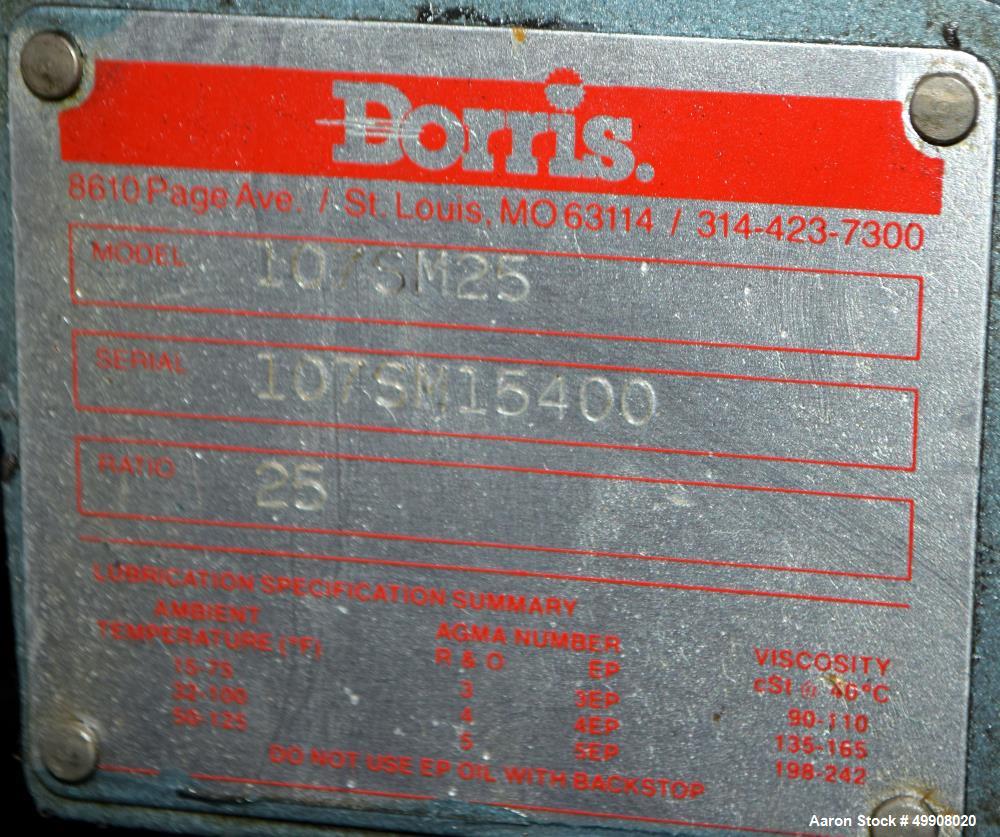 Dorris.
8610 Page Ave. / St. Louis, MO 63114 / 314-423-7300
MODEL 107SM25
SERIAL 107SM15400
RATIO 25
LUBRICATION SPECIFICATION SUMMARY
AMBIENT TEMPERATURE (°F) AGMA NUMBER VISCOSITY
R & O EP cSt @ 46°C
15-75 3 3EP 90-110
32-100 4 4EP 135-165
50-125 5 5EP 198-242
DO NOT USE EP OIL WITH BACKSTOP
Aaron Stock # 49908020